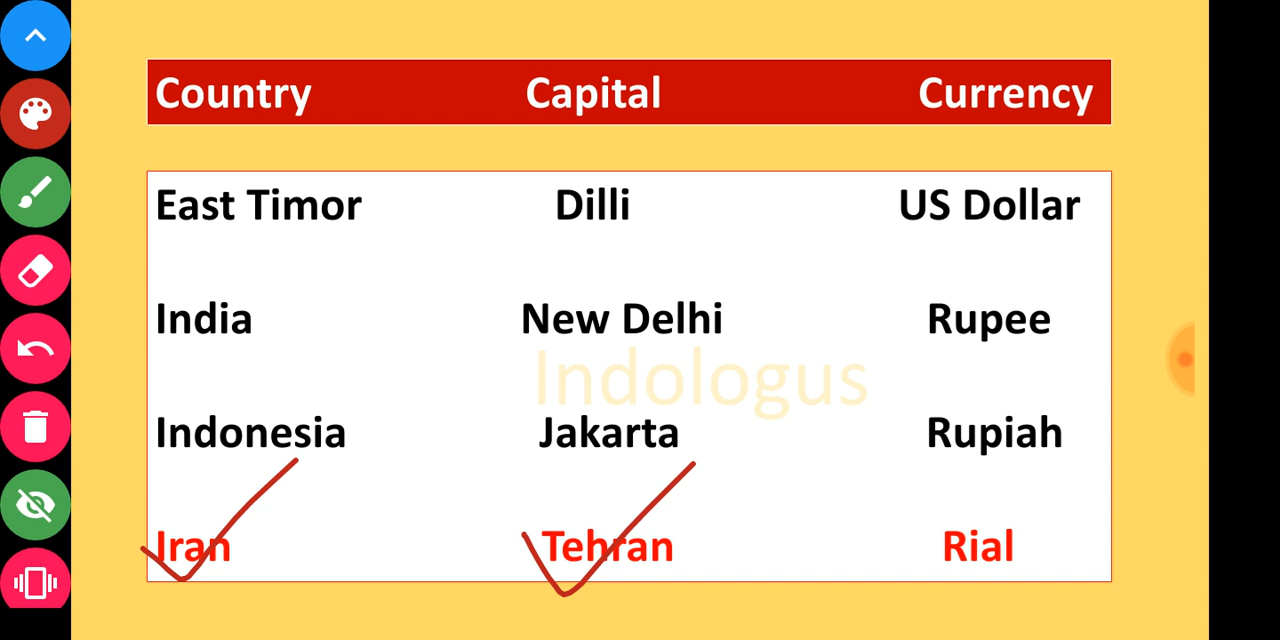 Country Capital Currency
East Timor Dilli US Dollar
India New Delhi Rupee
Indologus
Indonesia Jakarta Rupiah
Iran Tehran Rial